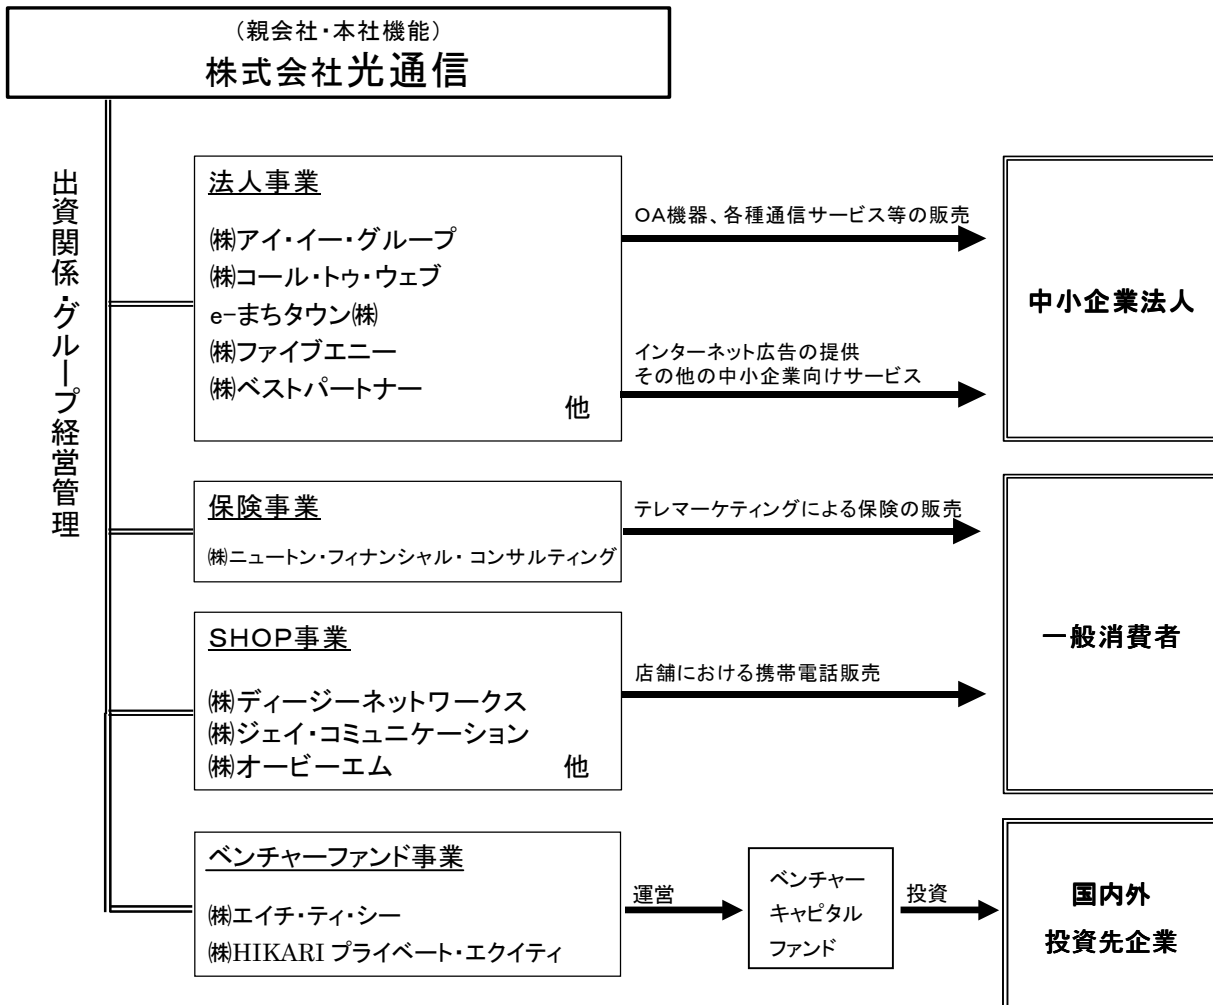 (親会社・本社機能)
株式会社光通信
出資関係・グループ経営管理
法人事業
㈱アイ・イー・グループ
㈱コール・トゥ・ウェブ
e-まちタウン㈱
㈱ファイブエニー
㈱ベストパートナー
他
OA機器、各種通信サービス等の販売
インターネット広告の提供
その他の中小企業向けサービス
中小企業法人
保険事業
㈱ニュートン・フィナンシャル・コンサルティング
テレマーケティングによる保険の販売
SHOP事業
㈱ディージーネットワークス
㈱ジェイ・コミュニケーション
㈱オービーエム 他
店舗における携帯電話販売
一般消費者
ベンチャーファンド事業
㈱エイチ・ティ・シー
㈱HIKARI プライベート・エクイティ
運営
ベンチャー
キャピタル
ファンド
投資
国内外
投資先企業